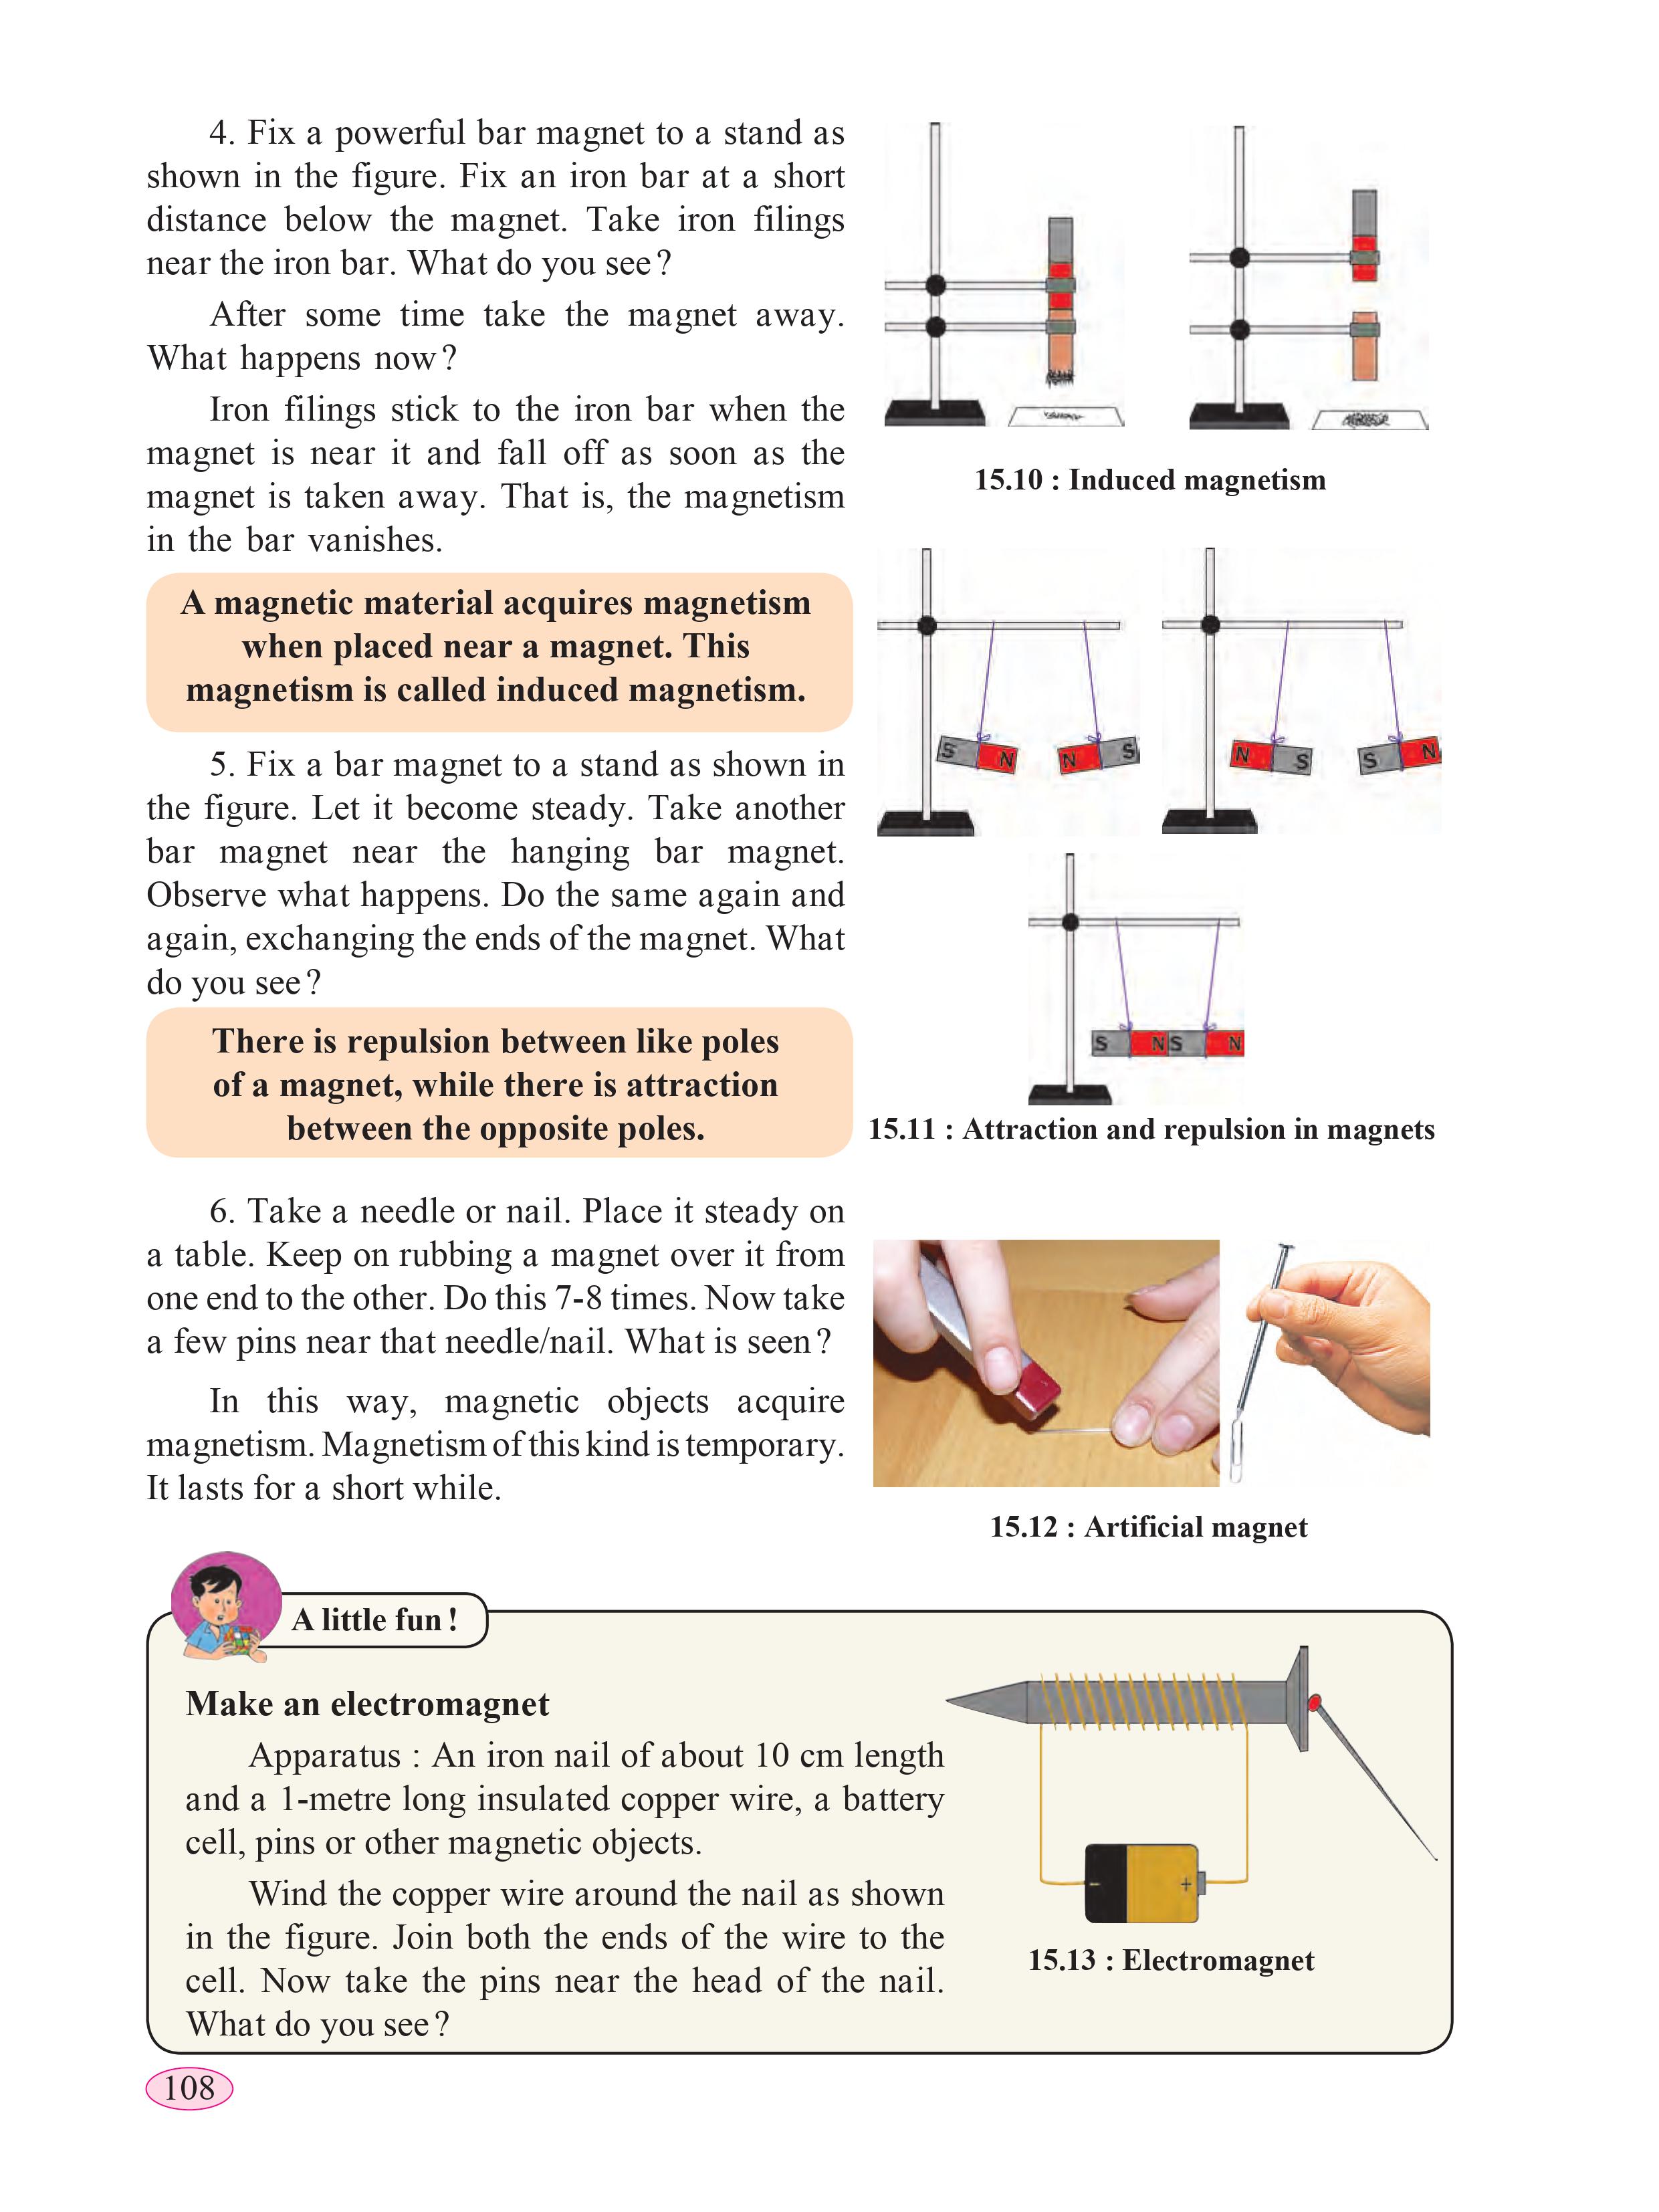 4. Fix a powerful bar magnet to a stand as
shown in the figure. Fix an iron bar at a short
distance below the magnet. Take iron filings
near the iron bar. What do you see?
After some time take the magnet away.
What happens now?
Iron filings stick to the iron bar when the
magnet is near it and fall off as soon as the
magnet is taken away. That is, the magnetism
in the bar vanishes.
15.10 : Induced magnetism
A magnetic material acquires magnetism
when placed near a magnet. This
magnetism is called induced magnetism.
5. Fix a bar magnet to a stand as shown in
the figure. Let it become steady. Take another
bar magnet near the hanging bar magnet.
Observe what happens. Do the same again and
again, exchanging the ends of the magnet. What
do you see?
There is repulsion between like poles
of a magnet, while there is attraction
between the opposite poles.
S N N S
N S S N
S N S N
15.11 : Attraction and repulsion in magnets
6. Take a needle or nail. Place it steady on
a table. Keep on rubbing a magnet over it from
one end to the other. Do this 7-8 times. Now take
a few pins near that needle/nail. What is seen?
In this way, magnetic objects acquire
magnetism. Magnetism of this kind is temporary.
It lasts for a short while.
15.12 : Artificial magnet
A little fun!
Make an electromagnet
Apparatus : An iron nail of about 10 cm length
and a 1-metre long insulated copper wire, a battery
cell, pins or other magnetic objects.
Wind the copper wire around the nail as shown
in the figure. Join both the ends of the wire to the
cell. Now take the pins near the head of the nail.
What do you see?
- +
15.13 : Electromagnet
108